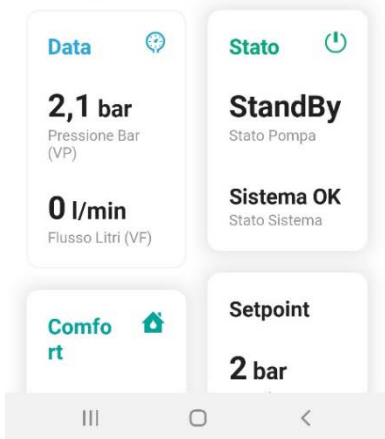 Data
2,1 bar
Pressione Bar
(VP)
0 l/min
Flusso Litri (VF)
Stato
StandBy
Stato Pompa
Sistema OK
Stato Sistema
Comfo
rt
Setpoint
2 bar